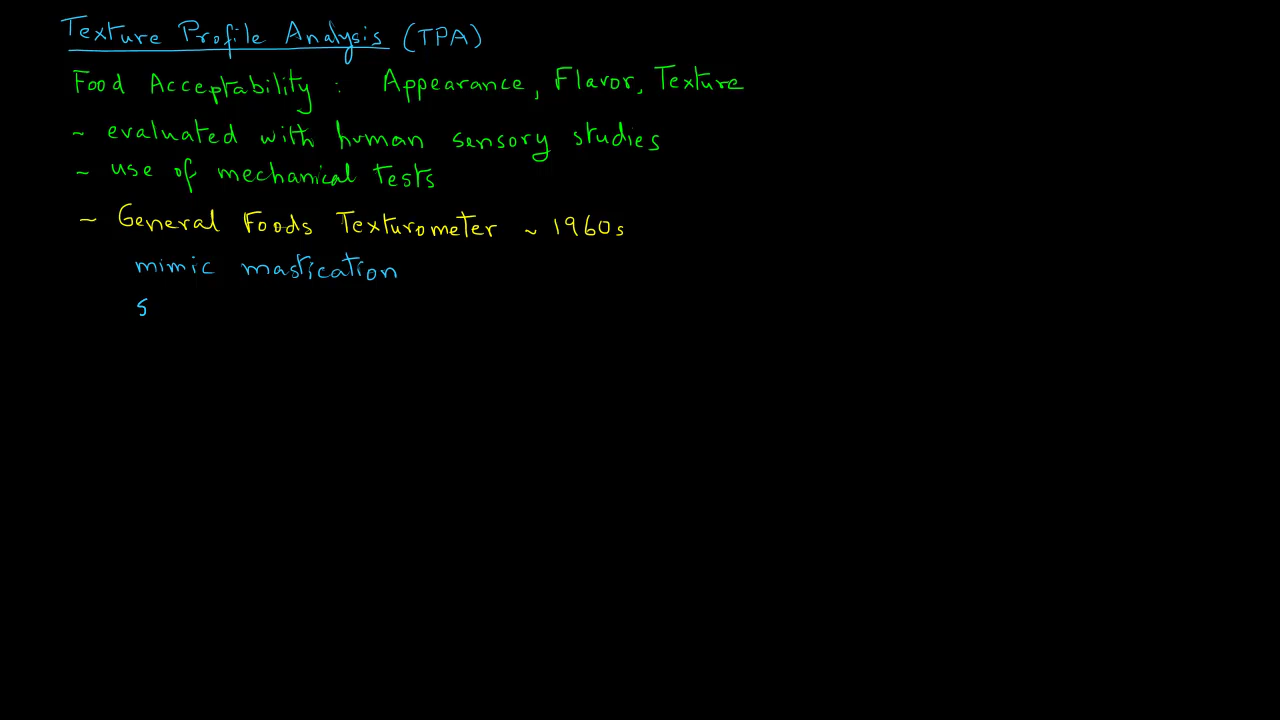 Texture Profile Analysis (TPA)
Food Acceptability : Appearance, Flavor, Texture
~ evaluated with human sensory studies
~ use of mechanical tests
~ General Foods Texturometer ~ 1960s
mimic mastication
S